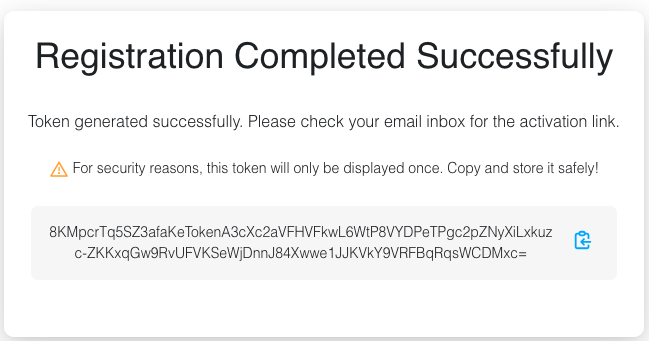 Registration Completed Successfully
Token generated successfully. Please check your email inbox for the activation link.
For security reasons, this token will only be displayed once. Copy and store it safely!
8KMpcrTq5SZ3afaKeTokenA3cXc2aVFHVFkwL6WtP8VYDPeTPgc2pZNyXiLxkuz
c-ZKKxqGw9RvUFVKSeWjDnnJ84Xwwe1JJKVkY9VRFBqRqsWCDMxc=